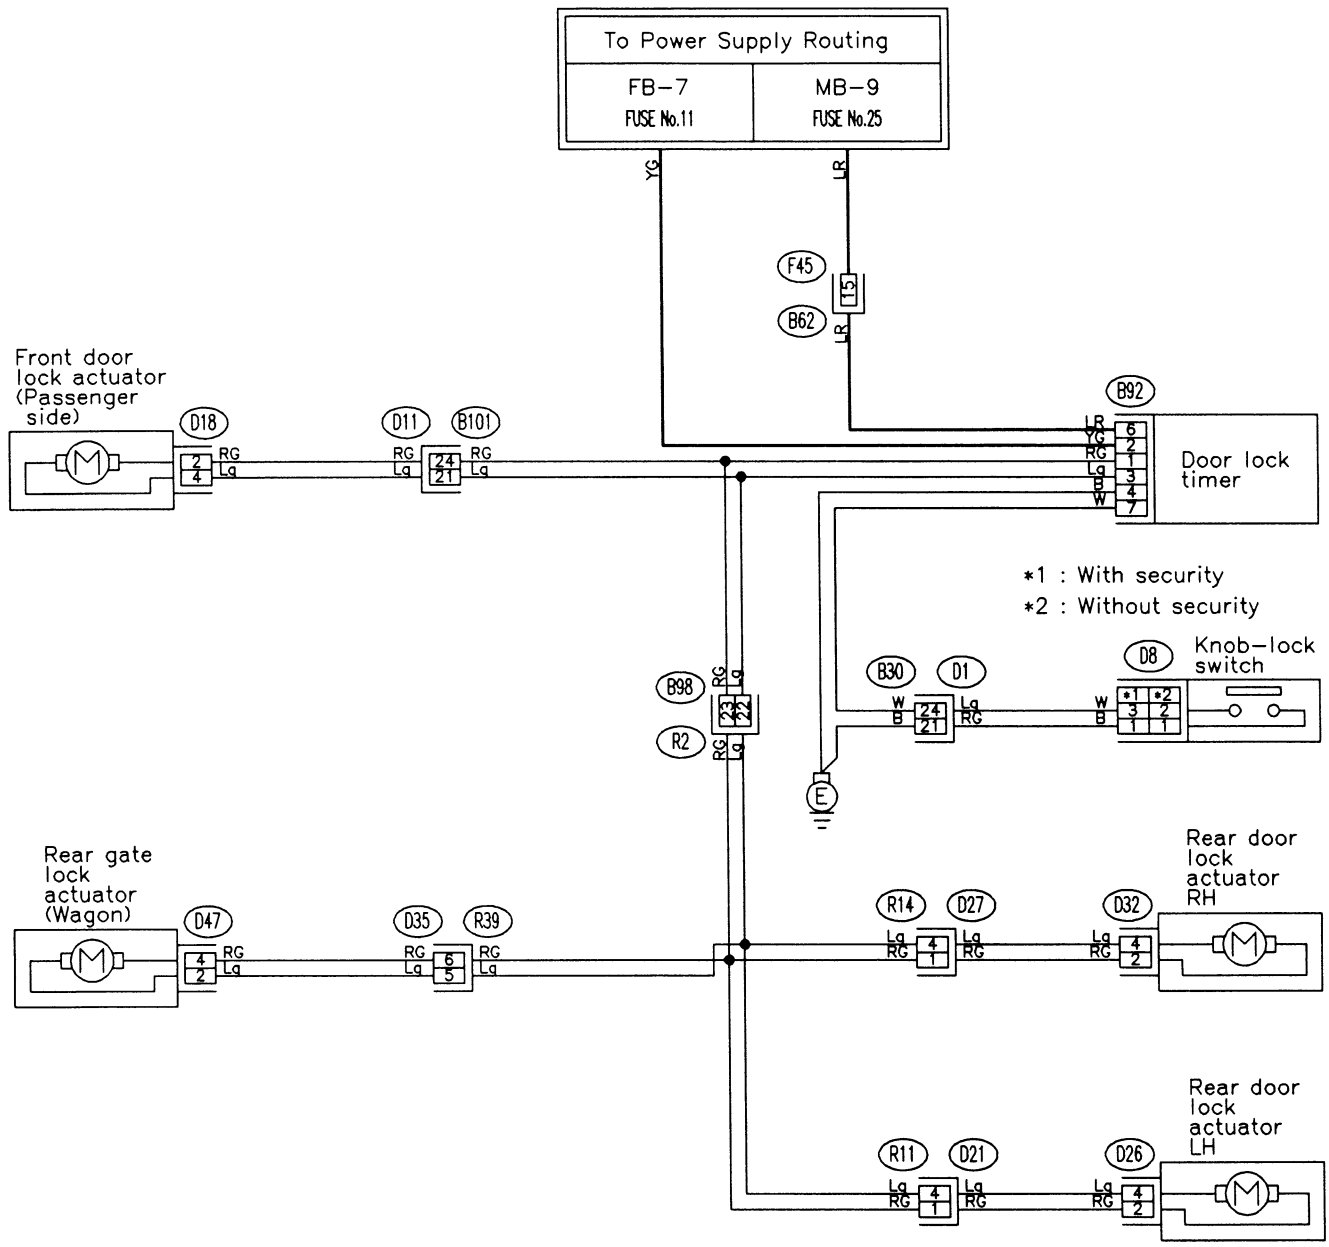 To Power Supply Routing
FB-7
MB-9
FUSE No.11
FUSE No.25
YG
LR
F45
15
B62
LR
Front door
lock actuator
(Passenger
side)
D18
D11
B101
B92
M
2
4
RG
Lg
RG
Lg
24
21
RG
Lg
LR
YG
RG
Lg
B
W
6
2
1
3
4
7
Door lock
timer
*1 : With security
*2 : Without security
B30
D1
D8
Knob-lock
switch
W
B
24
21
Lg
RG
W
B
*1 *2
3 2
1 1
RG
Lg
B98
23
22
R2
RG
Lg
E
Rear gate
lock
actuator
(Wagon)
D47
D35
R39
M
4
2
RG
Lg
RG
Lg
6
5
RG
Lg
Rear door
lock
actuator
RH
R14
D27
D32
Lg
RG
4
1
Lg
RG
Lg
RG
4
2
M
Rear door
lock
actuator
LH
R11
D21
D26
Lg
RG
4
1
Lg
RG
Lg
RG
4
2
M